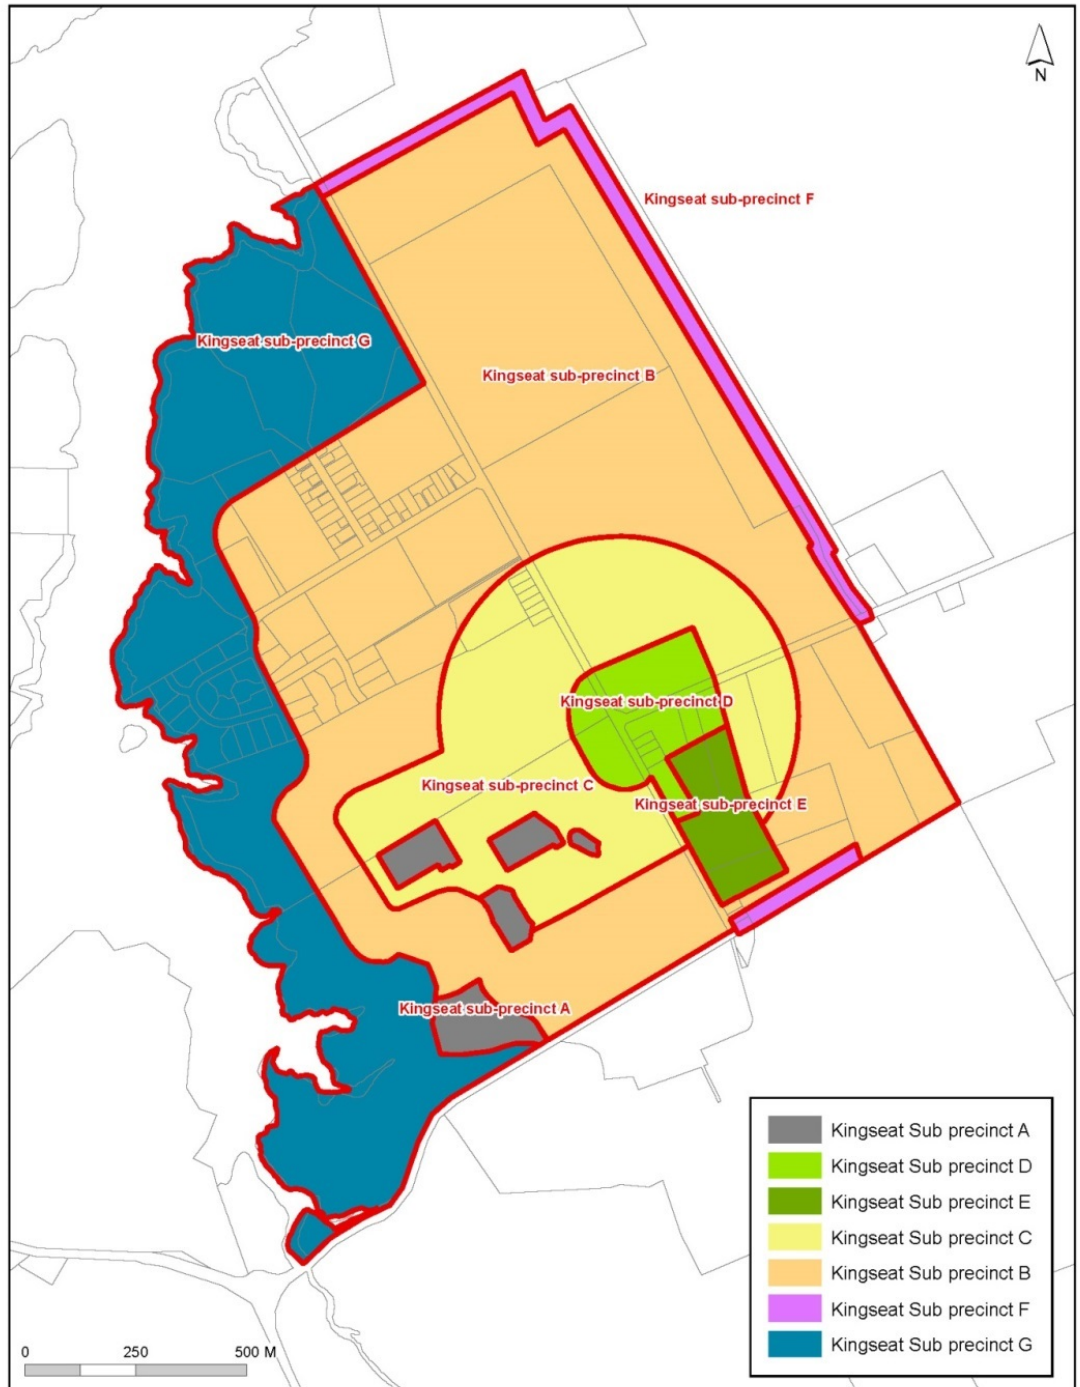 N
Kingseat sub-precinct F
Kingseat sub-precinct G
Kingseat sub-precinct B
Kingseat sub-precinct D
Kingseat sub-precinct C
Kingseat sub-precinct E
Kingseat sub-precinct A
Kingseat Sub precinct A
Kingseat Sub precinct D
Kingseat Sub precinct E
Kingseat Sub precinct C
Kingseat Sub precinct B
Kingseat Sub precinct F
Kingseat Sub precinct G
0 250 500 M